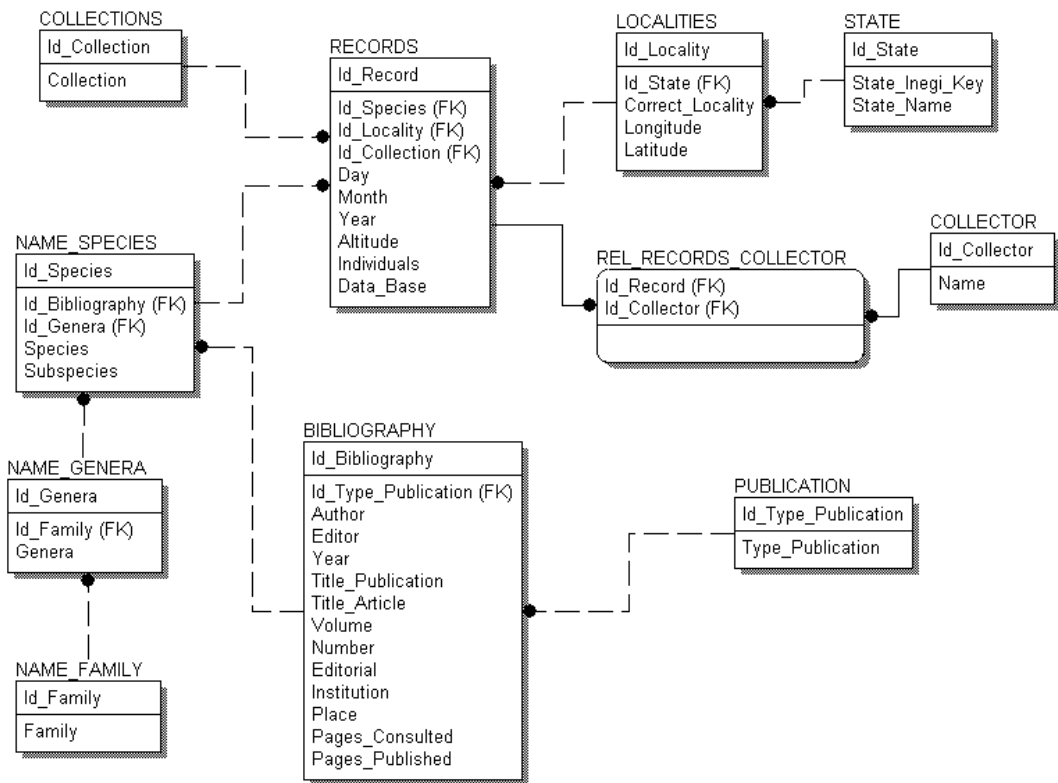 COLLECTIONS
Id_Collection
Collection
RECORDS
Id_Record
Id_Species (FK)
Id_Locality (FK)
Id_Collection (FK)
Day
Month
Year
Altitude
Individuals
Data_Base
LOCALITIES
Id_Locality
Id_State (FK)
Correct_Locality
Longitude
Latitude
STATE
Id_State
State_Inegi_Key
State_Name
NAME_SPECIES
Id_Species
Id_Bibliography (FK)
Id_Genera (FK)
Species
Subspecies
REL_RECORDS_COLLECTOR
Id_Record (FK)
Id_Collector (FK)
COLLECTOR
Id_Collector
Name
NAME_GENERA
Id_Genera
Id_Family (FK)
Genera
BIBLIOGRAPHY
Id_Bibliography
Id_Type_Publication (FK)
Author
Editor
Year
Title_Publication
Title_Article
Volume
Number
Editorial
Institution
Place
Pages_Consulted
Pages_Published
PUBLICATION
Id_Type_Publication
Type_Publication
NAME_FAMILY
Id_Family
Family